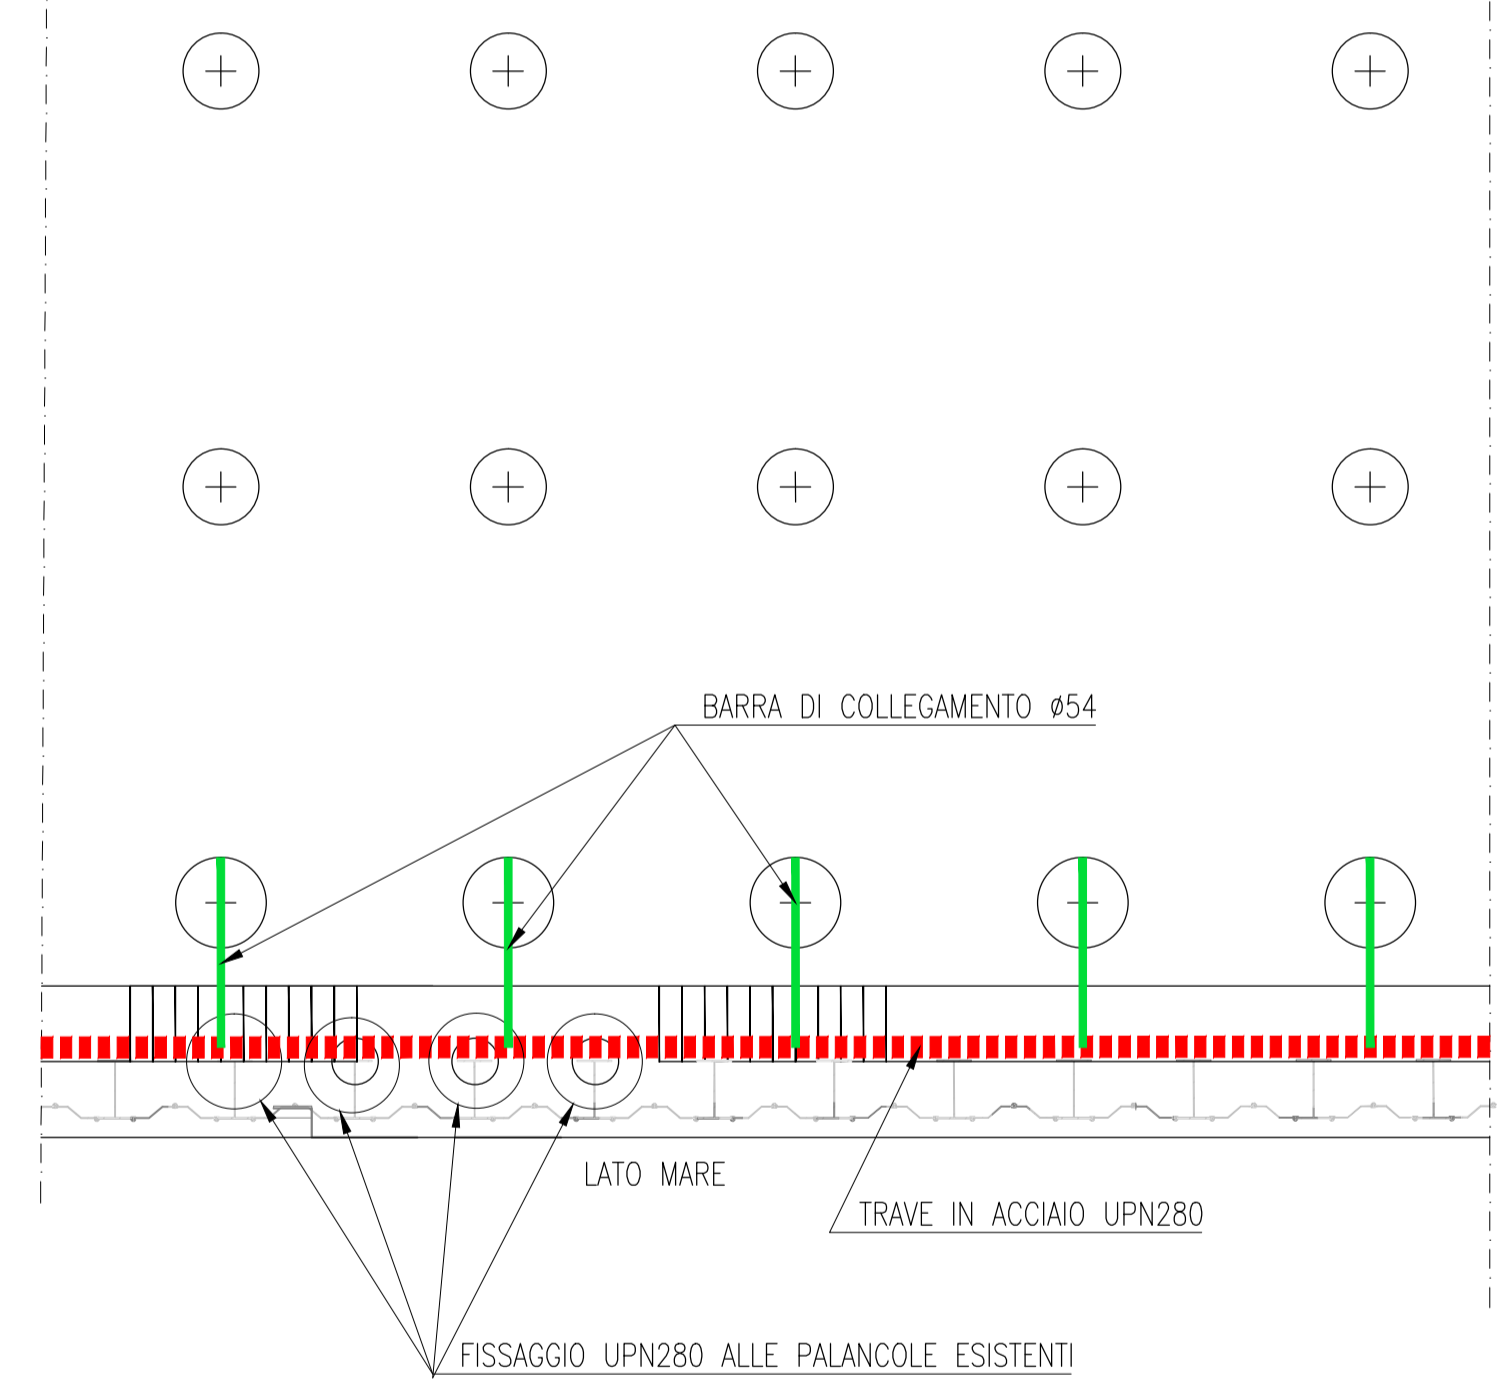 BARRA DI COLLEGAMENTO ø54
LATO MARE
TRAVE IN ACCIAIO UPN280
FISSAGGIO UPN280 ALLE PALANCOLE ESISTENTI